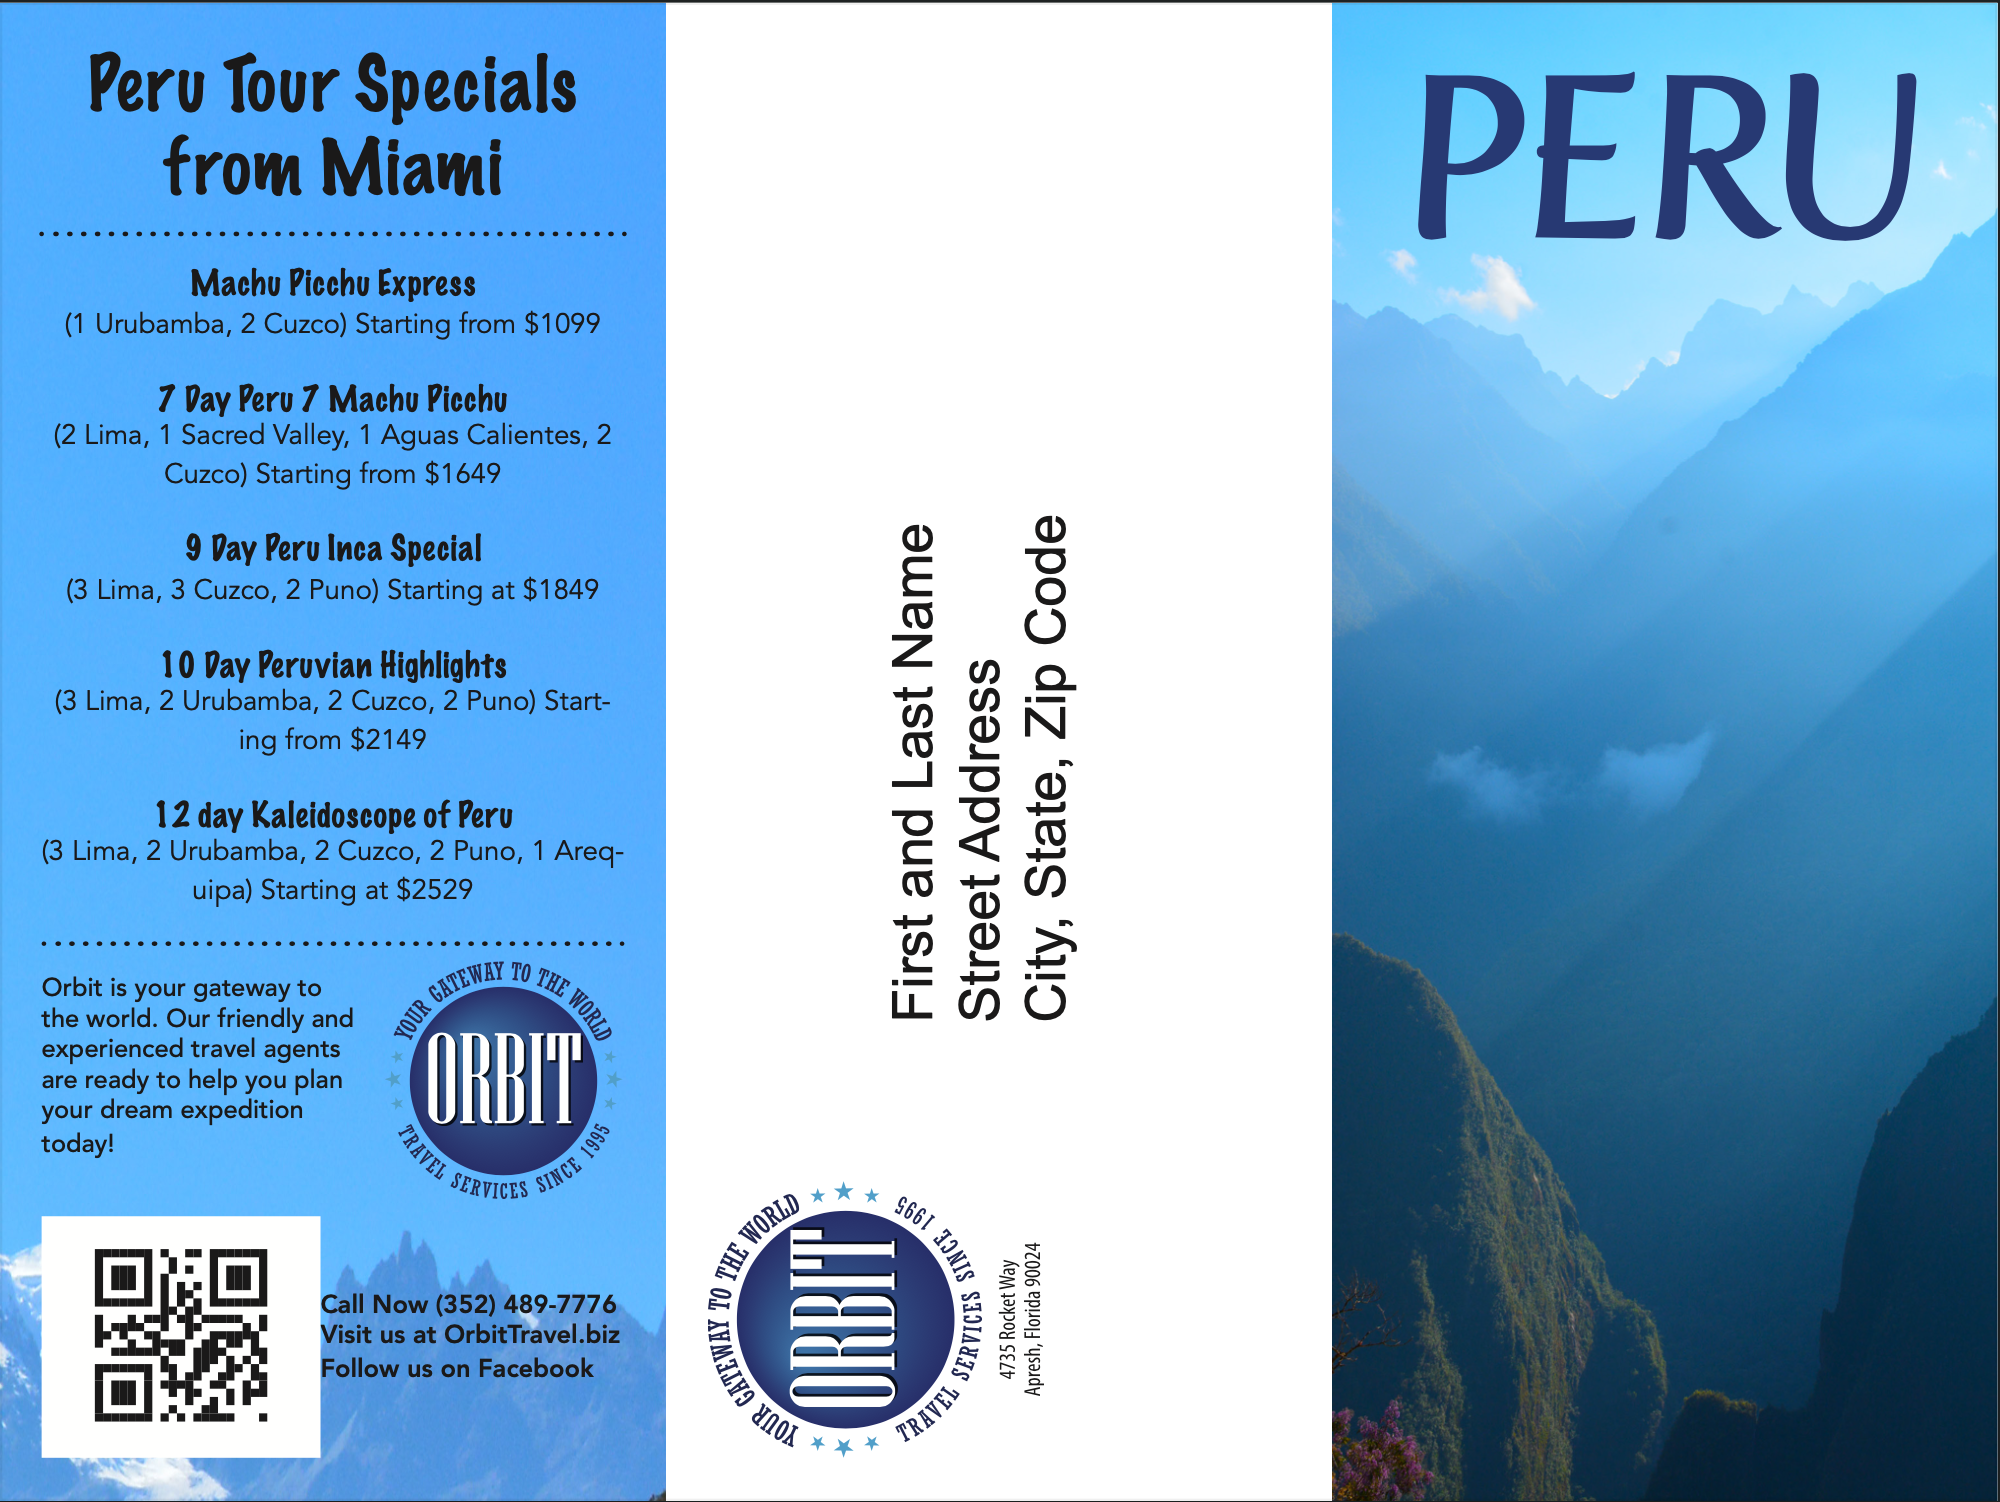 Peru Tour Specials
from Miami
Machu Picchu Express
(1 Urubamba, 2 Cuzco) Starting from $1099
7 Day Peru 7 Machu Picchu
(2 Lima, 1 Sacred Valley, 1 Aguas Calientes, 2
Cuzco) Starting from $1649
9 Day Peru Inca Special
(3 Lima, 3 Cuzco, 2 Puno) Starting at $1849
10 Day Peruvian Highlights
(3 Lima, 2 Urubamba, 2 Cuzco, 2 Puno) Start-
ing from $2149
12 day Kaleidoscope of Peru
(3 Lima, 2 Urubamba, 2 Cuzco, 2 Puno, 1 Areq-
uipa) Starting at $2529
Orbit is your gateway to
the world. Our friendly and
experienced travel agents
are ready to help you plan
your dream expedition
today!
YOUR GATEWAY TO THE WORLD
ORBIT
TRAVEL SERVICES SINCE 1995
Call Now (352) 489-7776
Visit us at OrbitTravel.biz
Follow us on Facebook
First and Last Name
Street Address
City, State, Zip Code
YOUR GATEWAY TO THE WORLD
ORBIT
TRAVEL SERVICES SINCE 1995
4735 Rocket Way
Apresh, Florida 90024
PERU